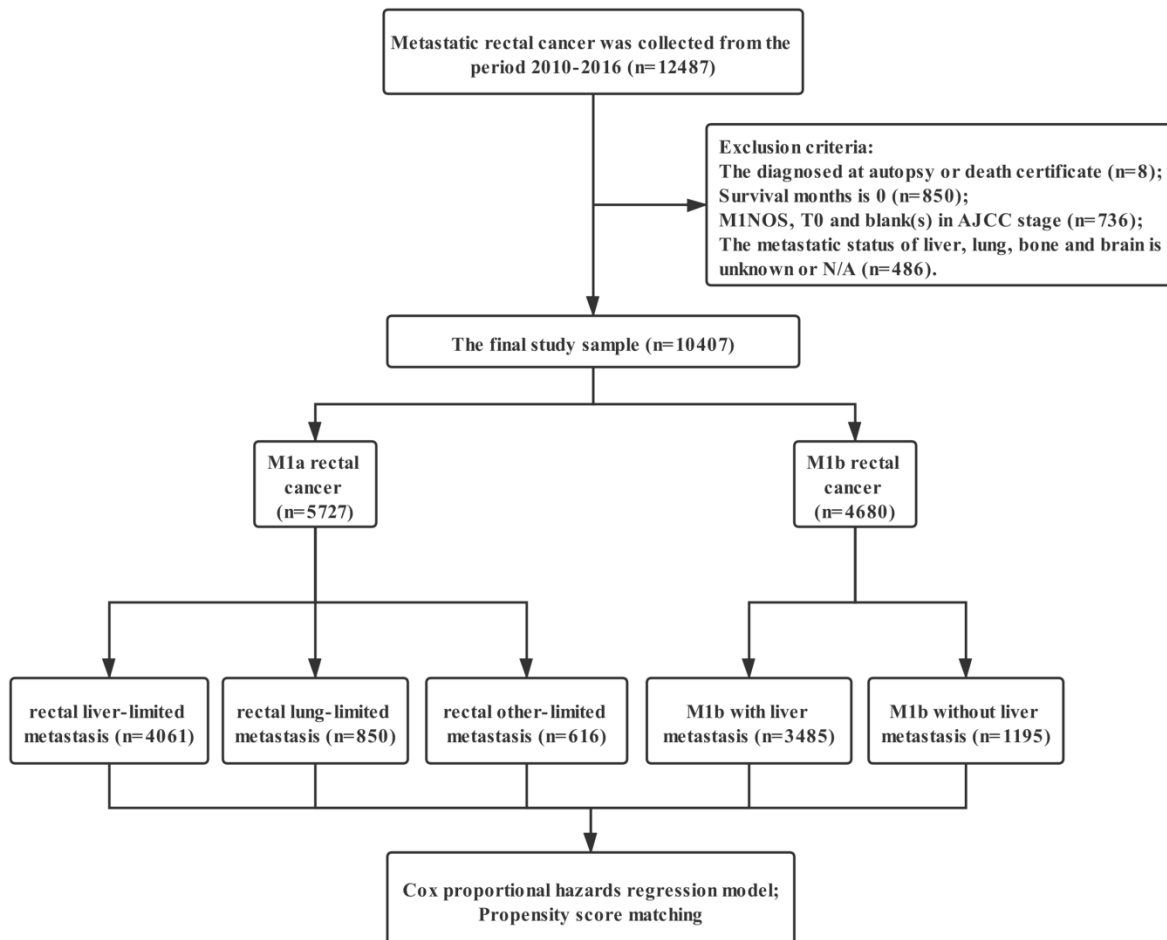 Metastatic rectal cancer was collected from the
period 2010-2016 (n=12487)
Exclusion criteria:
The diagnosed at autopsy or death certificate (n=8);
Survival months is 0 (n=850);
M1NOS, T0 and blank(s) in AJCC stage (n=736);
The metastatic status of liver, lung, bone and brain is
unknown or N/A (n=486).
The final study sample (n=10407)
M1a rectal
cancer
(n=5727)
M1b rectal
cancer
(n=4680)
rectal liver-limited
metastasis (n=4061)
rectal lung-limited
metastasis (n=850)
rectal other-limited
metastasis (n=616)
M1b with liver
metastasis (n=3485)
M1b without liver
metastasis (n=1195)
Cox proportional hazards regression model;
Propensity score matching